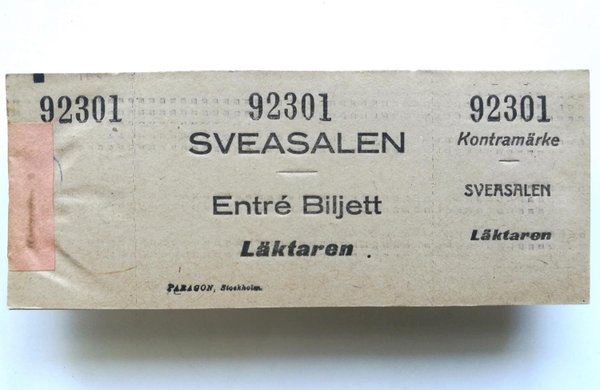 92301
92301
SVEASALEN
Entré Biljett
Läktaren
PARAGON, Stockholm.
92301
Kontramärke
SVEASALEN
Läktaren